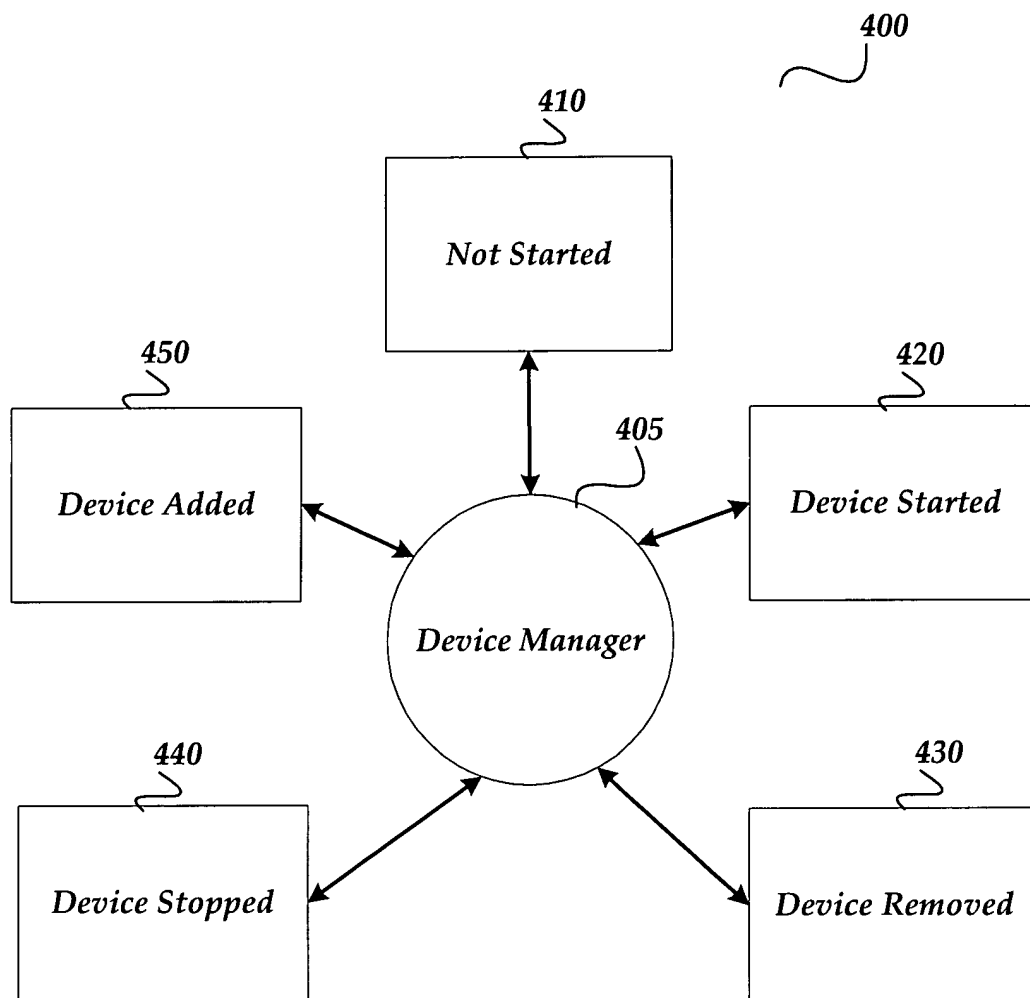 400
410
Not Started
450
420
405
Device Added
Device Started
Device Manager
440
430
Device Stopped
Device Removed